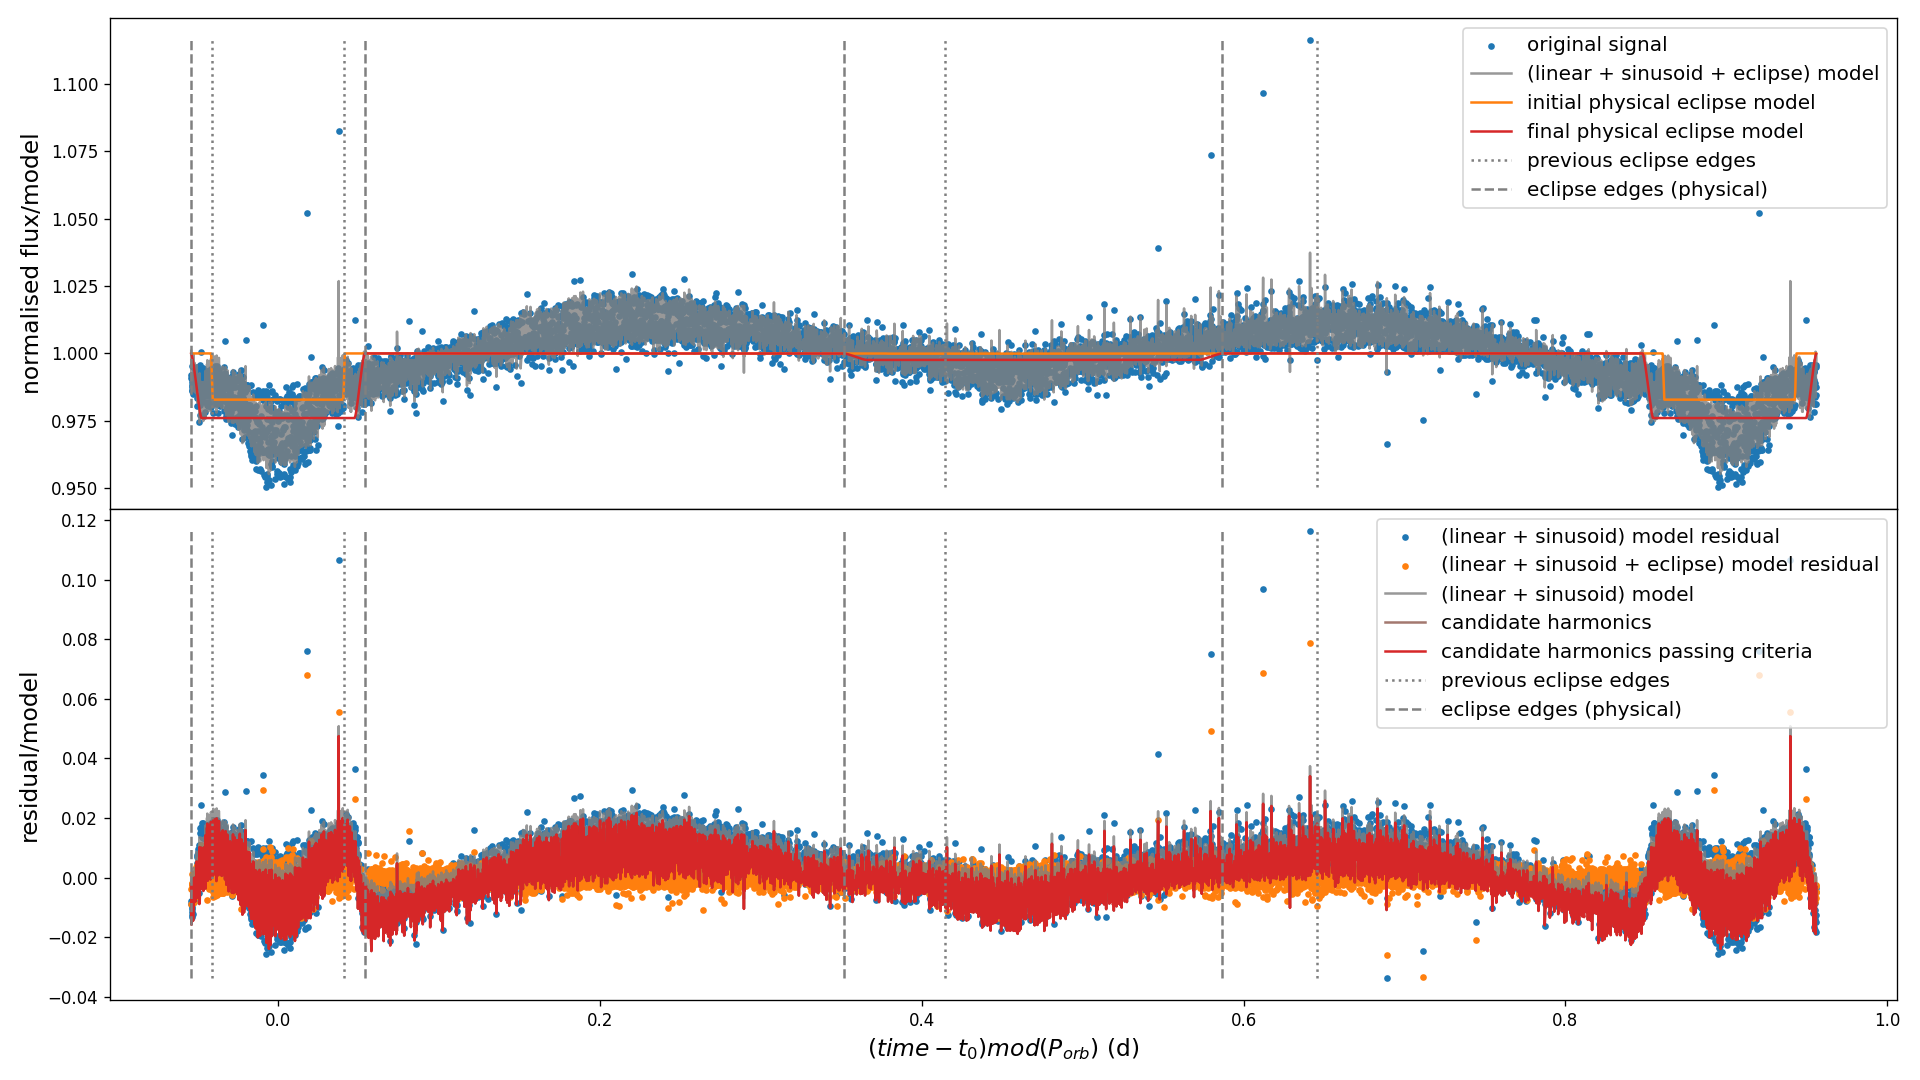 original signal
(linear + sinusoid + eclipse) model
initial physical eclipse model
final physical eclipse model
previous eclipse edges
eclipse edges (physical)
normalised flux/model
1.100
1.075
1.050
1.025
1.000
0.975
0.950
(linear + sinusoid) model residual
(linear + sinusoid + eclipse) model residual
(linear + sinusoid) model
candidate harmonics
candidate harmonics passing criteria
previous eclipse edges
eclipse edges (physical)
residual/model
0.12
0.10
0.08
0.06
0.04
0.02
0.00
−0.02
−0.04
0.0 0.2 0.4 0.6 0.8 1.0
(time − t₀)mod(Pₒᵣb) (d)